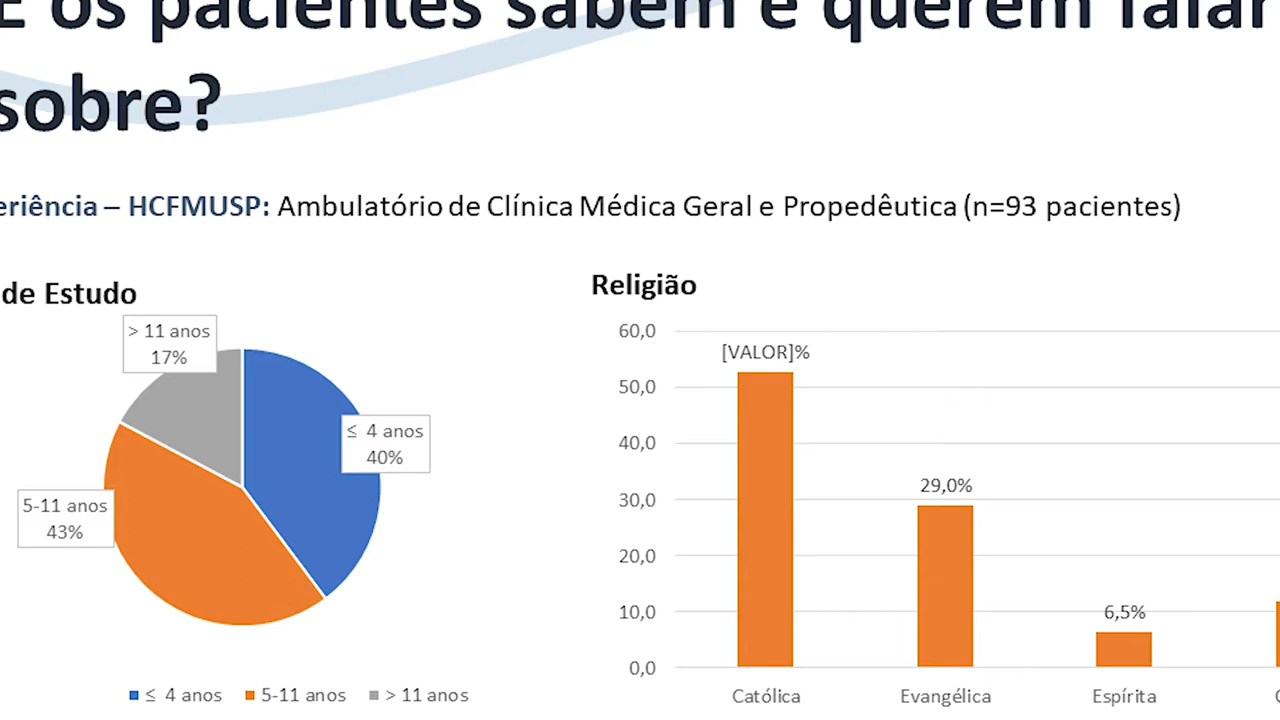 E os pacientes sabem e querem falar
sobre?
eriência – HCFMUSP: Ambulatório de Clínica Médica Geral e Propedêutica (n=93 pacientes)
de Estudo
> 11 anos
17%
≤ 4 anos
40%
5-11 anos
43%
≤ 4 anos
5-11 anos
> 11 anos
Religião
60,0
50,0
40,0
30,0
20,0
10,0
0,0
[VALOR]%
29,0%
6,5%
Católica
Evangélica
Espírita